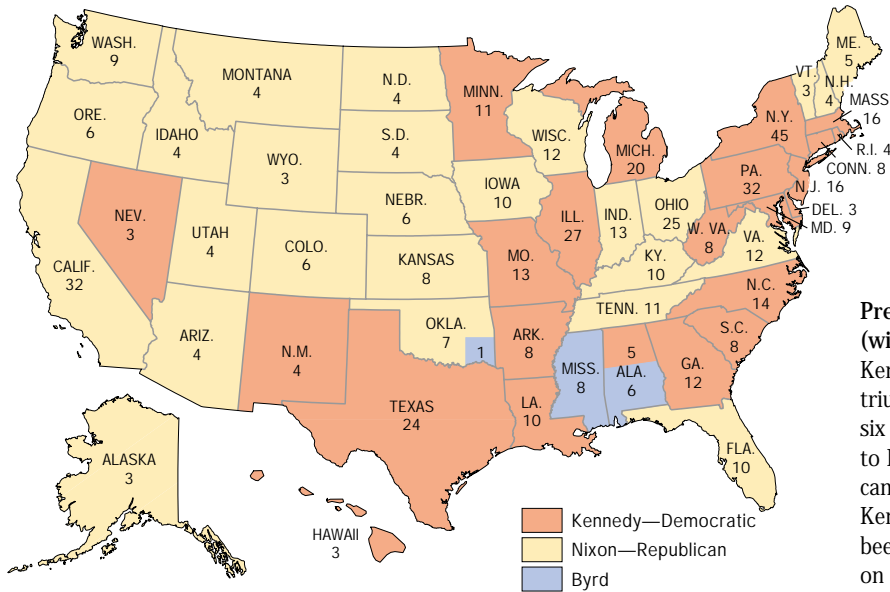 WASH.
9
ORE.
6
CALIF.
32
NEV.
3
IDAHO
4
MONTANA
4
WYO.
3
UTAH
4
ARIZ.
4
COLO.
6
N.M.
4
N.D.
4
S.D.
4
NEBR.
6
KANSAS
8
OKLA.
7
1
TEXAS
24
MINN.
11
IOWA
10
MO.
13
ARK.
8
LA.
10
WISC.
12
ILL.
27
MICH.
20
IND.
13
OHIO
25
KY.
10
TENN. 11
MISS.
8
5
ALA.
6
GA.
12
FLA.
10
S.C.
8
N.C.
14
VA.
12
W. VA.
8
PA.
32
N.Y.
45
VT.
3
N.H.
4
ME.
5
MASS
16
R.I. 4
CONN. 8
N.J. 16
DEL. 3
MD. 9
ALASKA
3
HAWAII
3
Kennedy—Democratic
Nixon—Republican
Byrd
Pre
(wi
Ker
triu
six
to
can
Ker
bee
on